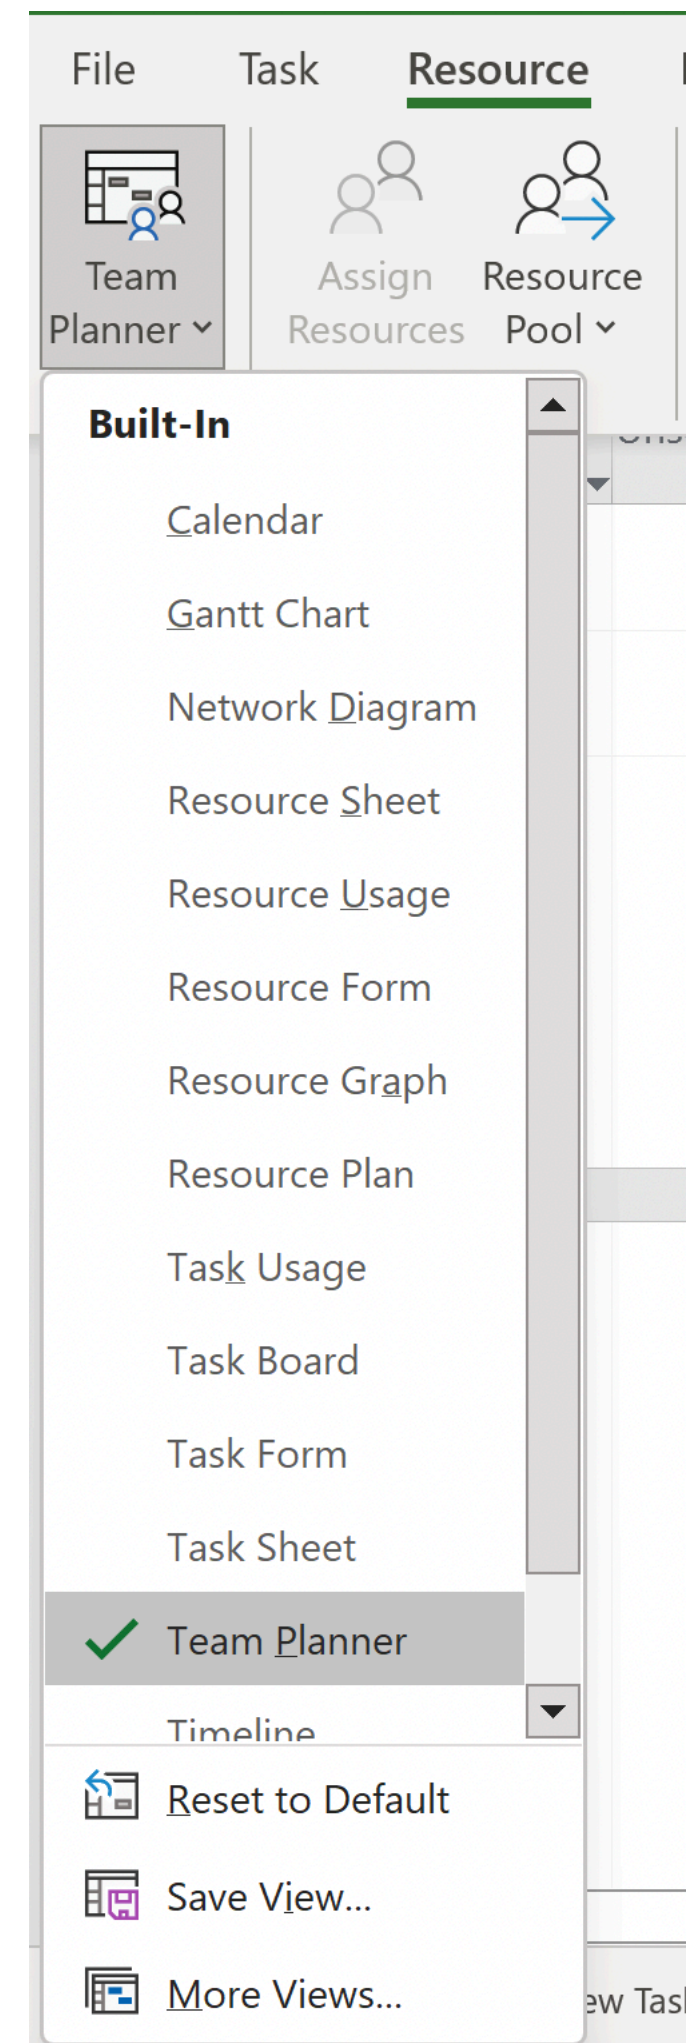 File Task Resource
Team Planner
Assign Resources
Resource Pool
Built-In
Calendar
Gantt Chart
Network Diagram
Resource Sheet
Resource Usage
Resource Form
Resource Graph
Resource Plan
Task Usage
Task Board
Task Form
Task Sheet
Team Planner
Timeline
Reset to Default
Save View...
More Views...